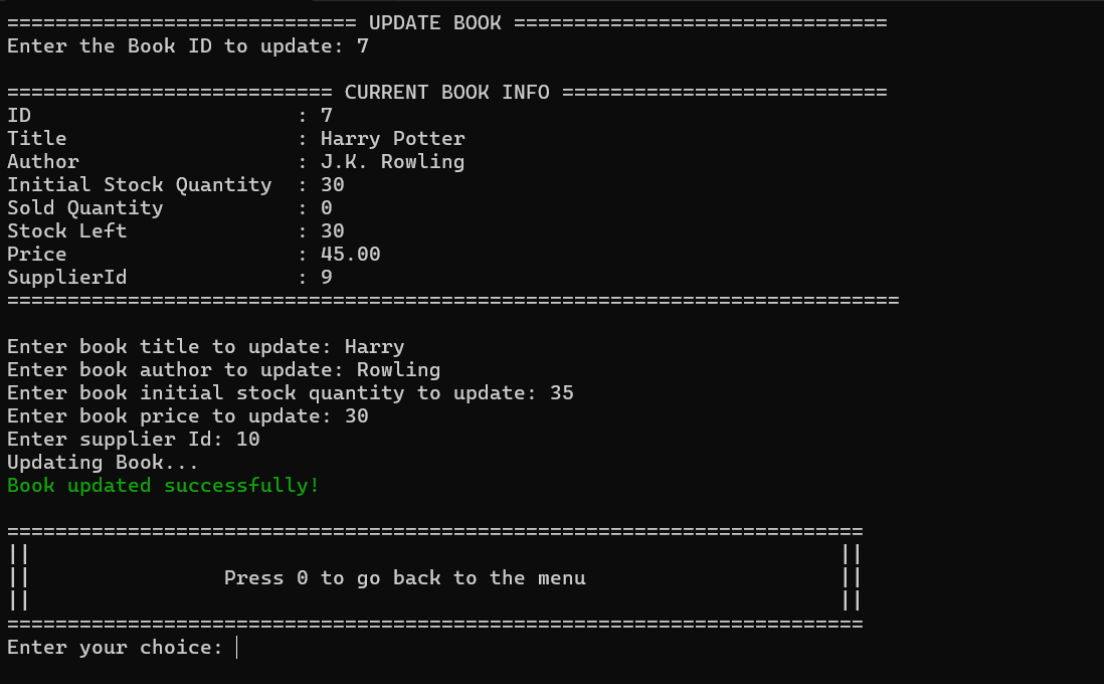 ============================= UPDATE BOOK ===============================
Enter the Book ID to update: 7
=========================== CURRENT BOOK INFO ===========================
ID                      : 7
Title                   : Harry Potter
Author                  : J.K. Rowling
Initial Stock Quantity  : 30
Sold Quantity           : 0
Stock Left              : 30
Price                   : 45.00
SupplierId              : 9
==========================================================================
Enter book title to update: Harry
Enter book author to update: Rowling
Enter book initial stock quantity to update: 35
Enter book price to update: 30
Enter supplier Id: 10
Updating Book...
Book updated successfully!
=======================================================================
||                                                                   ||
||                Press 0 to go back to the menu                     ||
||                                                                   ||
=======================================================================
Enter your choice: